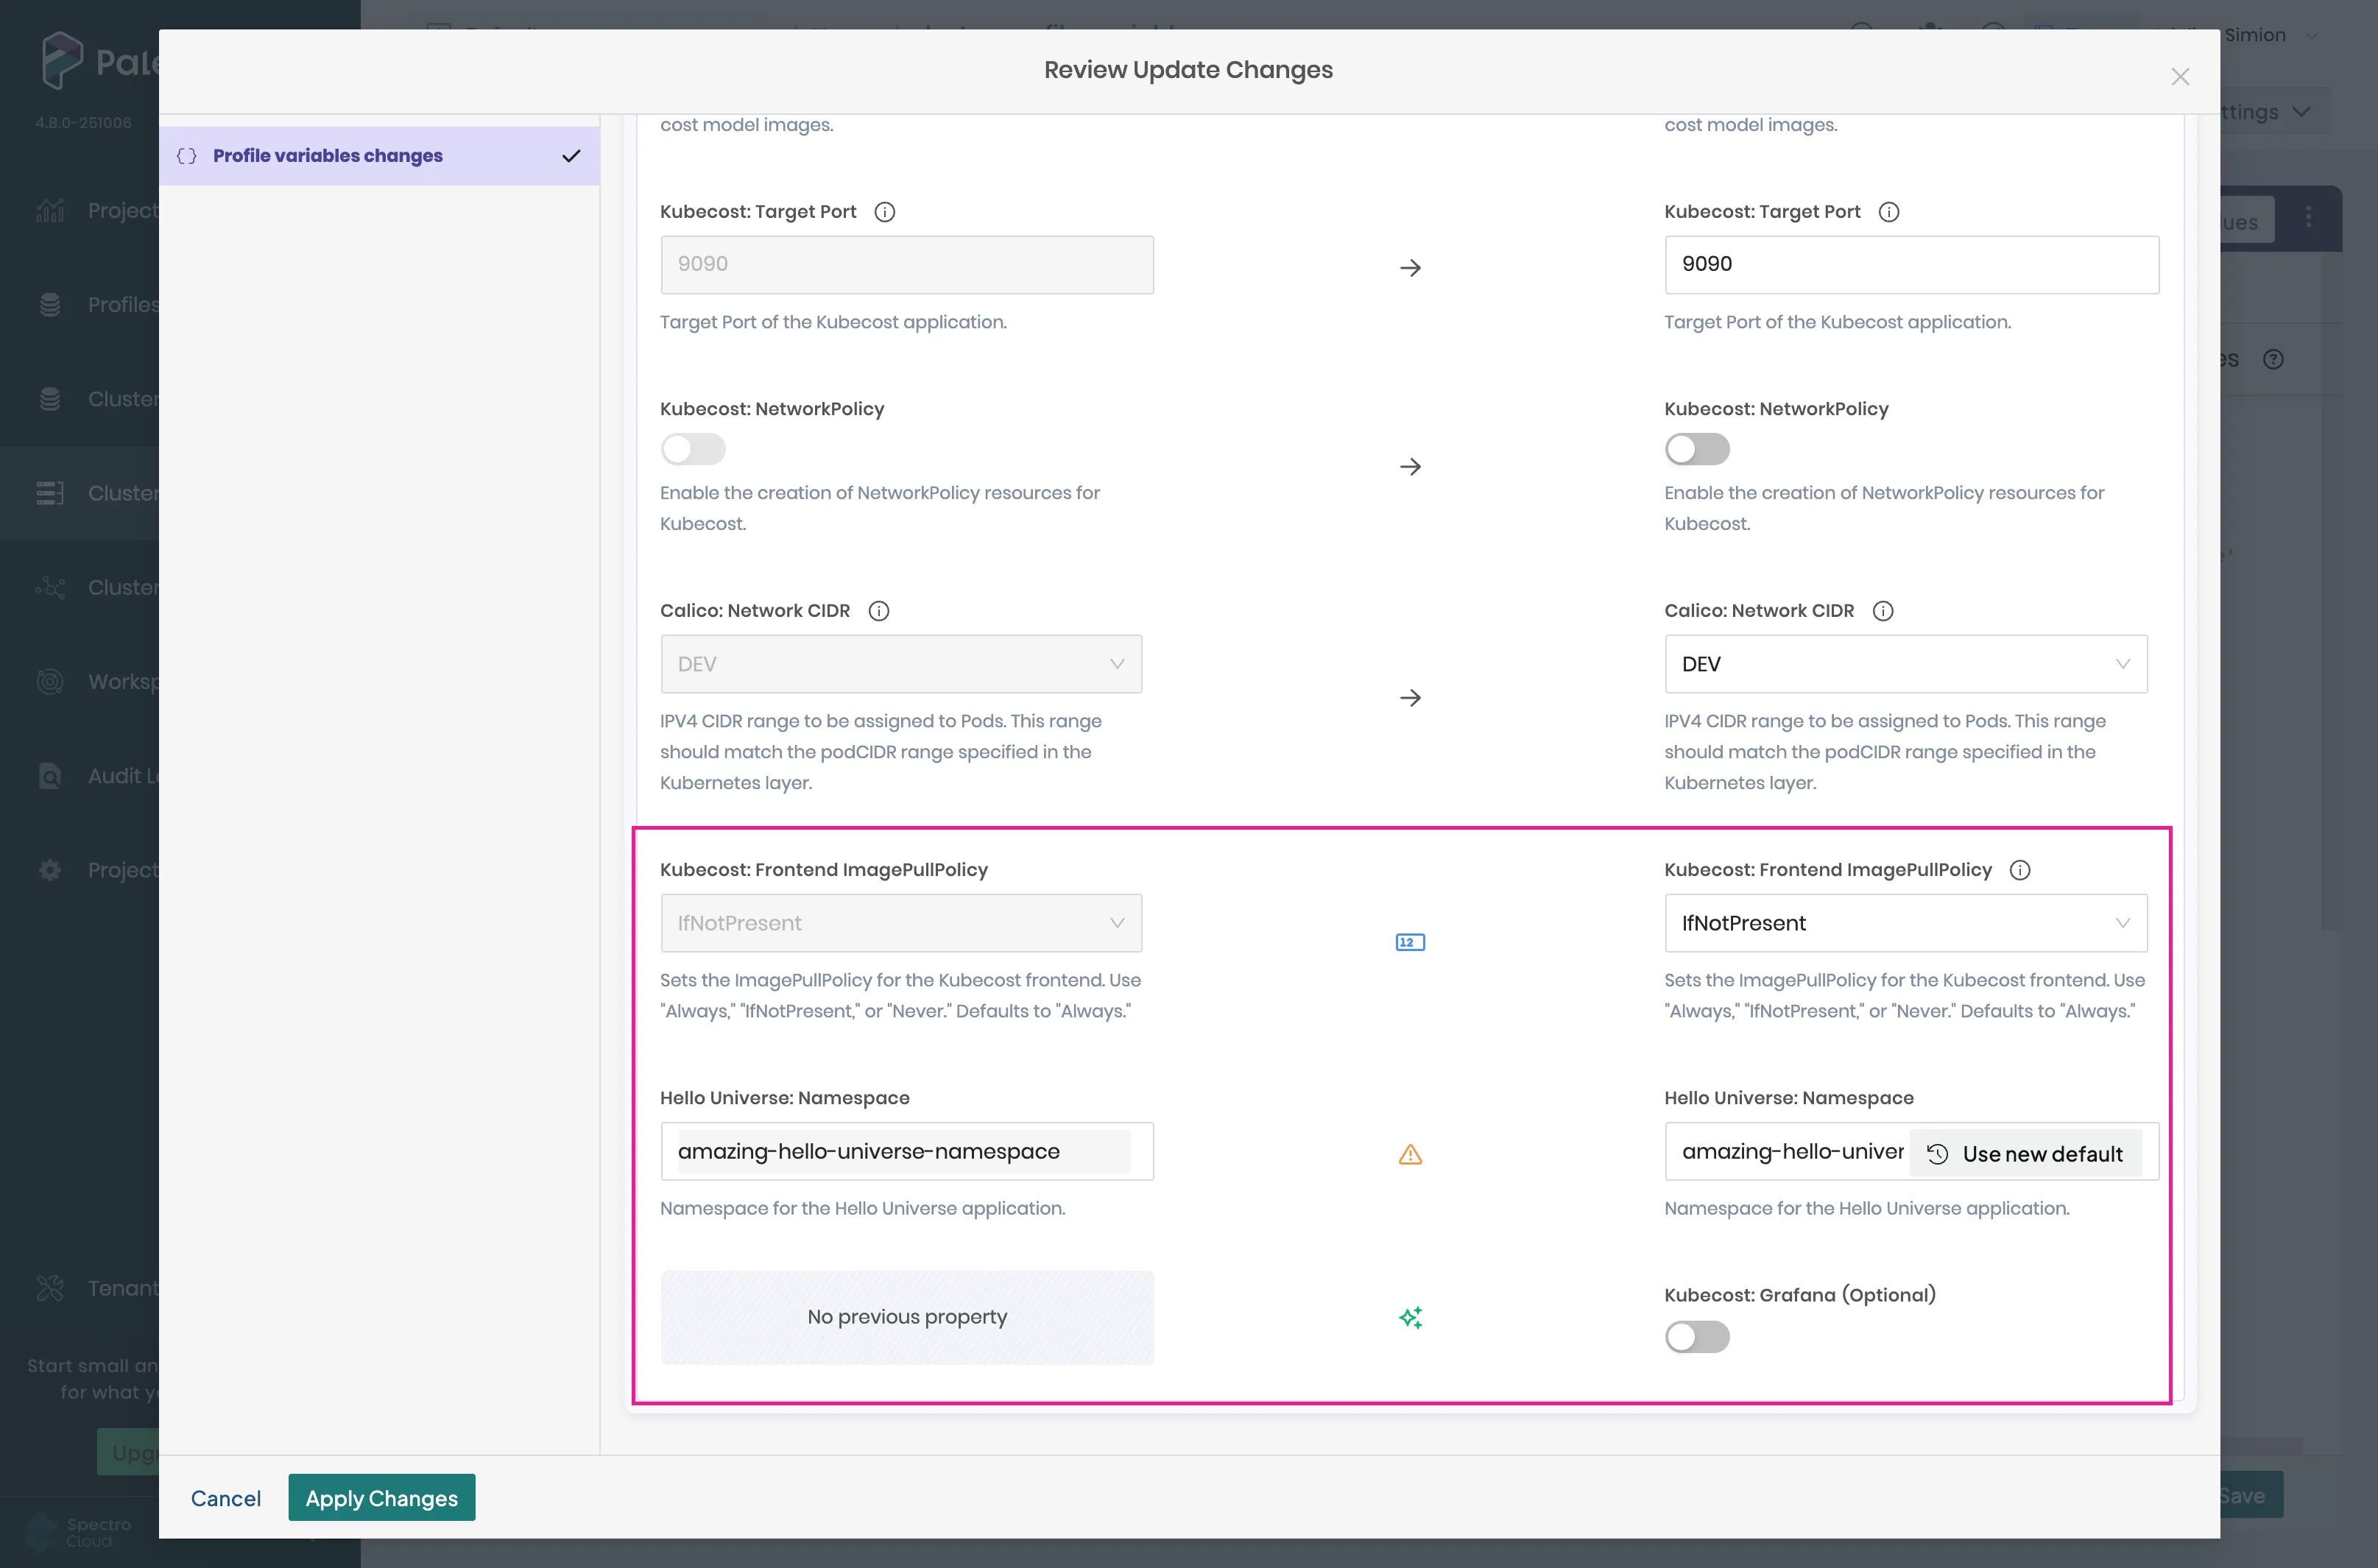 Review Update Changes
Simion
4.8.0-251006
Profile variables changes
cost model images.
cost model images.
Project
Profiles
Cluster
Cluster
Cluster
Audit
Project
Tenant
Start small
for what
Spectro
Cloud
Kubecost: Target Port
9090
Target Port of the Kubecost application.
Kubecost: Target Port
9090
Target Port of the Kubecost application.
Kubecost: NetworkPolicy
Enable the creation of NetworkPolicy resources for
Kubecost.
Kubecost: NetworkPolicy
Enable the creation of NetworkPolicy resources for
Kubecost.
Calico: Network CIDR
DEV
IPV4 CIDR range to be assigned to Pods. This range
should match the podCIDR range specified in the
Kubernetes layer.
Calico: Network CIDR
DEV
IPV4 CIDR range to be assigned to Pods. This range
should match the podCIDR range specified in the
Kubernetes layer.
Kubecost: Frontend ImagePullPolicy
IfNotPresent
Sets the ImagePullPolicy for the Kubecost frontend. Use
"Always," "IfNotPresent," or "Never." Defaults to "Always."
12
Kubecost: Frontend ImagePullPolicy
IfNotPresent
Sets the ImagePullPolicy for the Kubecost frontend. Use
"Always," "IfNotPresent," or "Never." Defaults to "Always."
Hello Universe: Namespace
amazing-hello-universe-namespace
Namespace for the Hello Universe application.
Hello Universe: Namespace
amazing-hello-univer
Use new default
Namespace for the Hello Universe application.
No previous property
Kubecost: Grafana (Optional)
Cancel
Apply Changes
Save